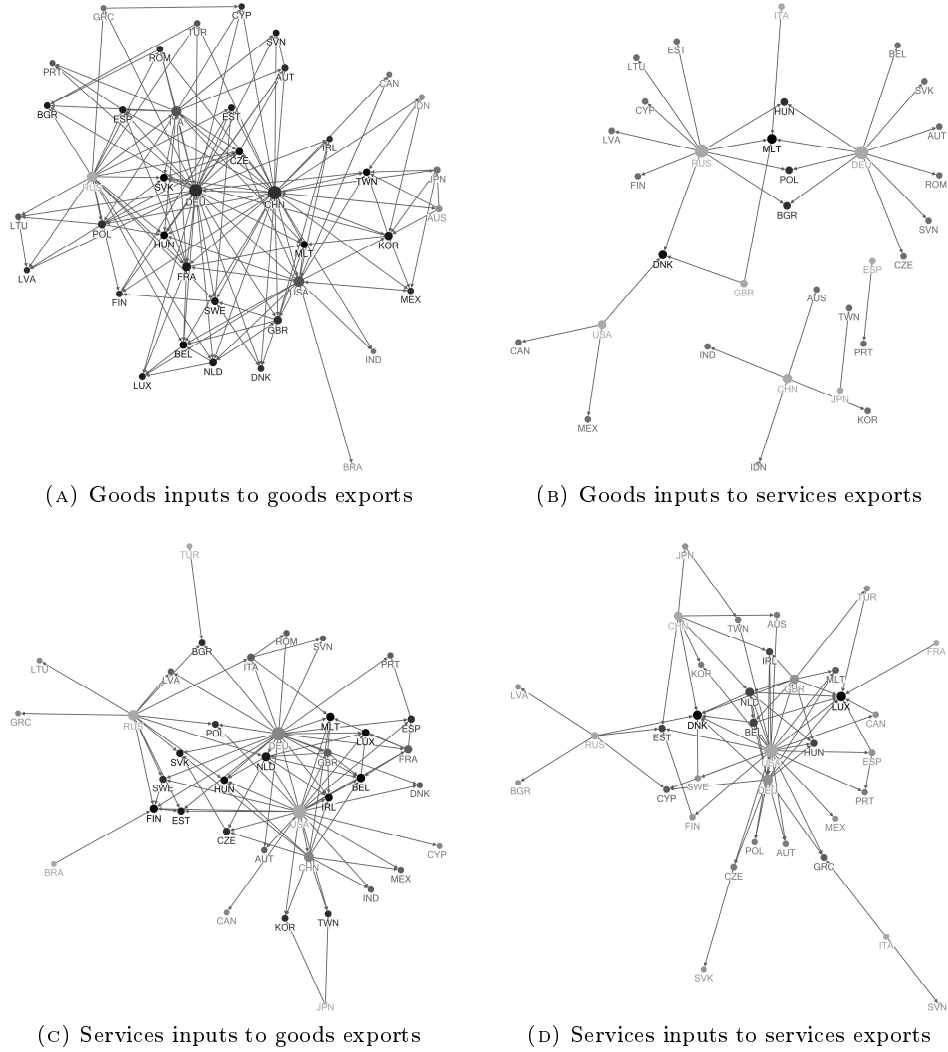 GRC
CYP
TUR
SVN
ROM
PRT
AUT
CAN
IDN
BGR
ESP
EST
IRL
CZE
RUS
SVK
DEU
CHN
TWN
JPN
AUS
LTU
POL
HUN
MLT
KOR
LVA
FRA
FIN
SWE
USA
MEX
GBR
BEL
NLD
DNK
LUX
IND
BRA
(A) Goods inputs to goods exports
ITA
EST
LTU
BEL
SVK
CYP
HUN
LVA
MLT
AUT
RUS
DEU
FIN
POL
ROM
BGR
SVN
DNK
ESP
CZE
GBR
AUS
TWN
USA
CAN
IND
PRT
CHN
JPN
KOR
MEX
IDN
(B) Goods inputs to services exports
TUR
ROM
BGR
ITA
SVN
LTU
LVA
PRT
GRC
RUS
POL
MLT
ESP
DEU
LUX
SVK
NLD
GBR
FRA
SWE
HUN
BEL
DNK
FIN
EST
IRL
USA
CZE
AUT
CHN
CYP
BRA
MEX
IND
CAN
KOR
TWN
JPN
(C) Services inputs to goods exports
JPN
TUR
CHN
TWN
AUS
IRL
FRA
KOR
MLT
LVA
NLD
GBR
LUX
DNK
BEL
CAN
RUS
EST
HUN
USA
ESP
BGR
CYP
SWE
DEU
PRT
FIN
MEX
POL
AUT
GRC
CZE
ITA
SVK
SVN
(D) Services inputs to services exports